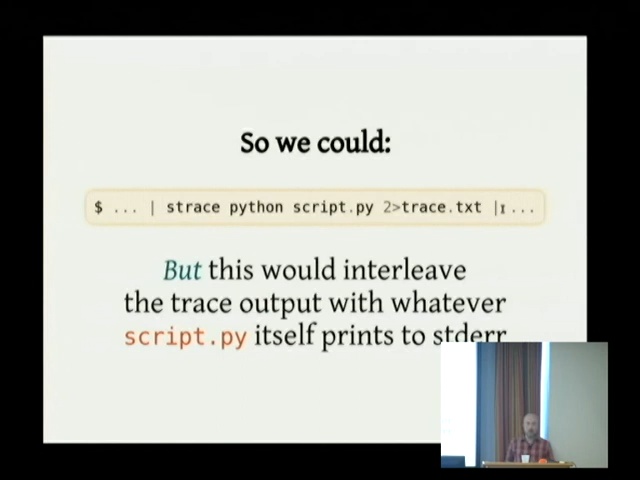 So we could:
$ ... | strace python script.py 2>trace.txt | ...
But this would interleave
the trace output with whatever
script.py itself prints to stderr